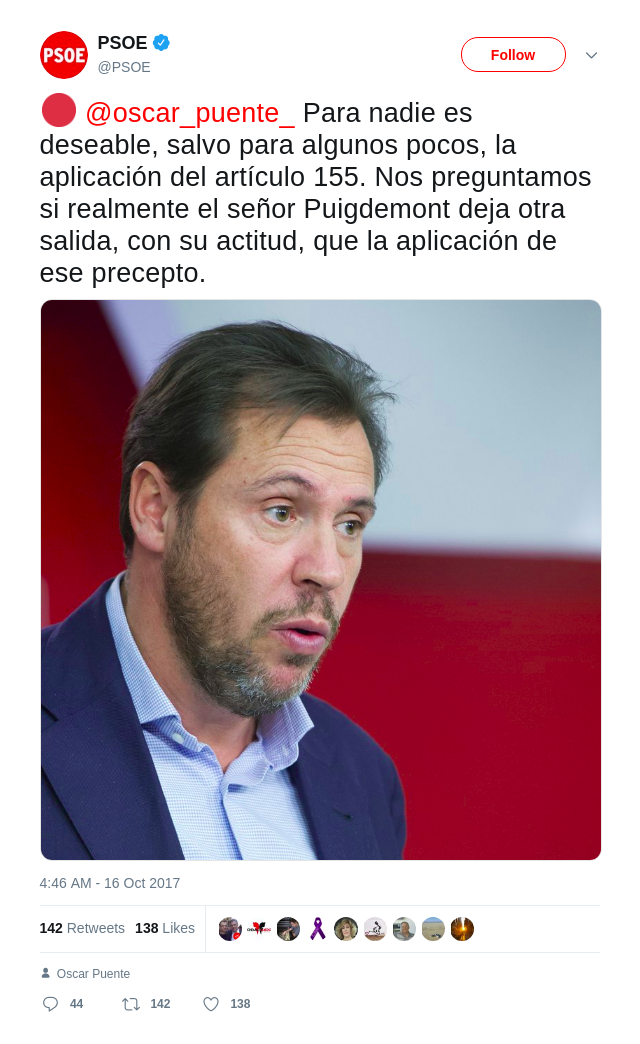 PSOE
PSOE
@PSOE
Follow
@oscar_puente_ Para nadie es
deseable, salvo para algunos pocos, la
aplicación del artículo 155. Nos preguntamos
si realmente el señor Puigdemont deja otra
salida, con su actitud, que la aplicación de
ese precepto.
4:46 AM - 16 Oct 2017
142 Retweets 138 Likes
Oscar Puente
44 142 138